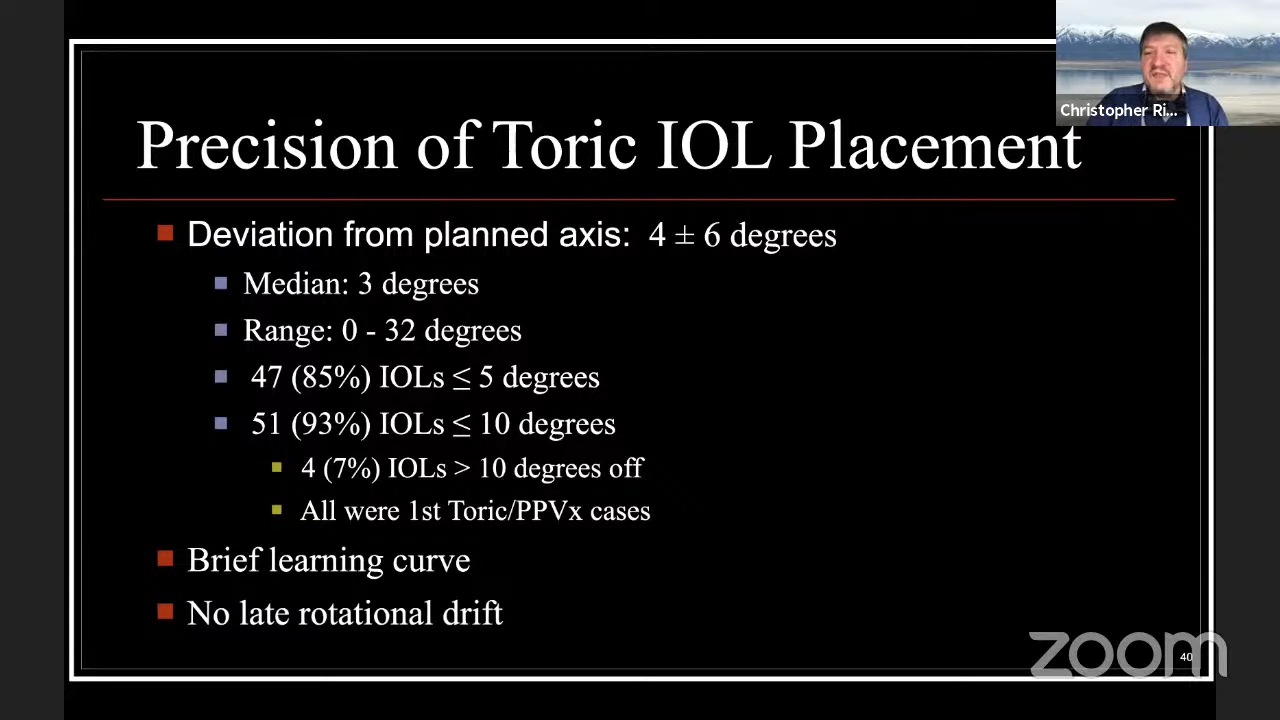 Christopher Ri...
Precision of Toric IOL Placement
Deviation from planned axis: 4 ± 6 degrees
Median: 3 degrees
Range: 0 - 32 degrees
47 (85%) IOLs ≤ 5 degrees
51 (93%) IOLs ≤ 10 degrees
4 (7%) IOLs > 10 degrees off
All were 1st Toric/PPVx cases
Brief learning curve
No late rotational drift
zoom
40